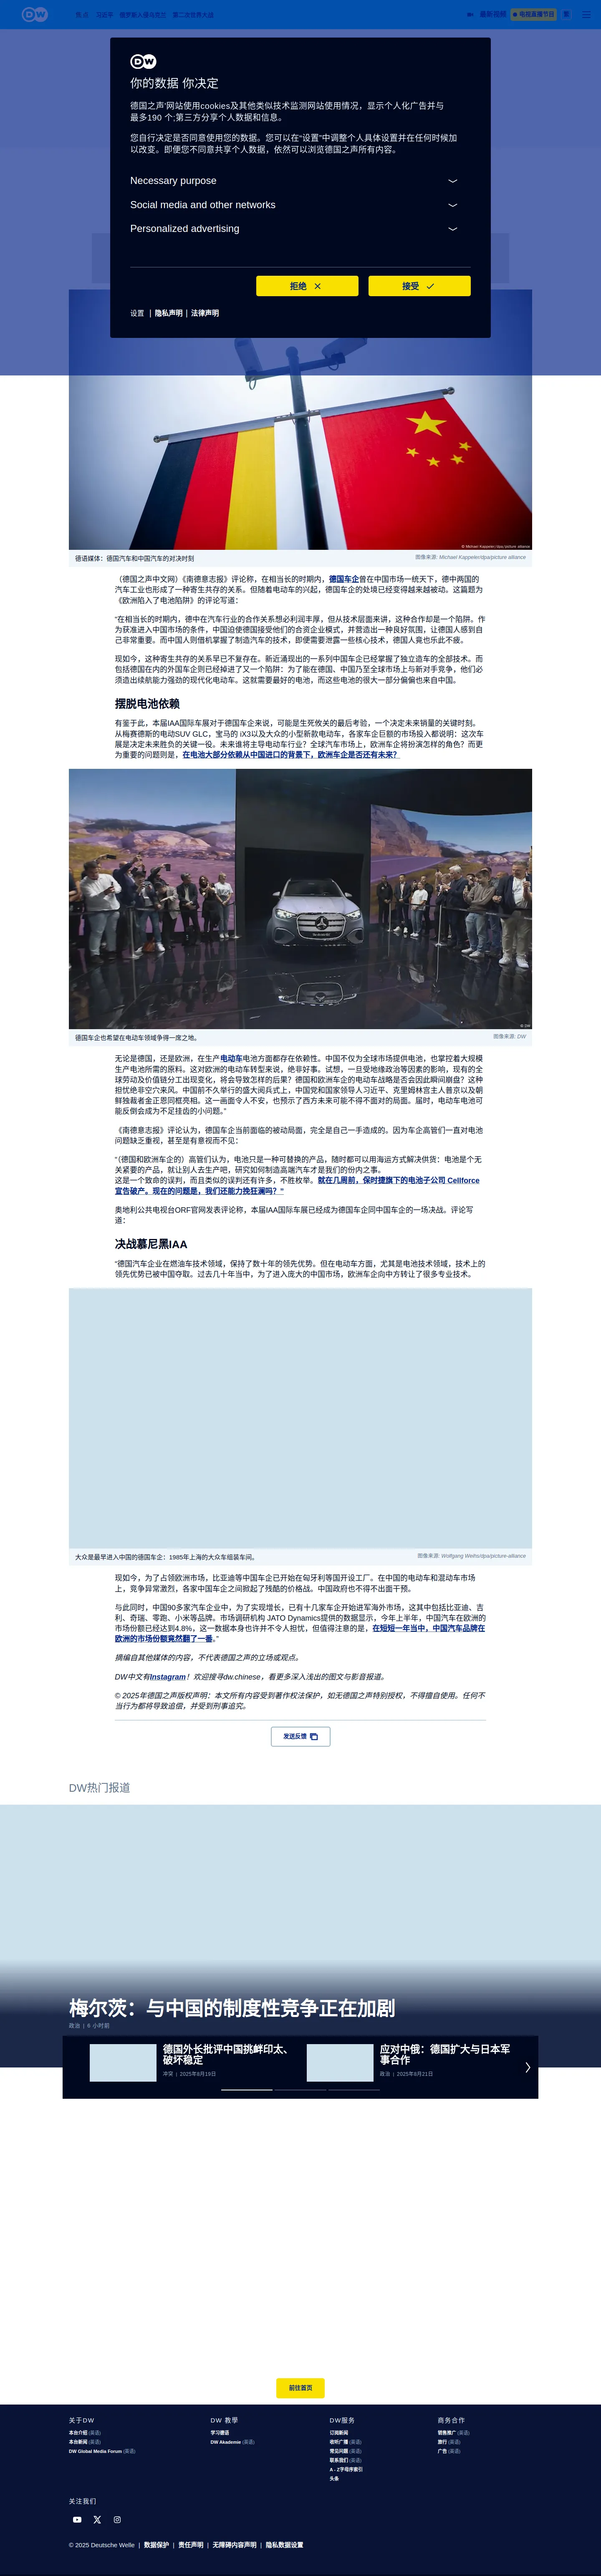 DW
焦点 习近平 俄罗斯入侵乌克兰 第二次世界大战
最新视频 电视直播节目
DW
你的数据 你决定
德国之声'网站使用cookies及其他类似技术监测网站使用情况，显示个人化广告并与
最多190 个;第三方分享个人数据和信息。
您自行决定是否同意使用您的数据。您可以在“设置”中调整个人具体设置并在任何时候加
以改变。即便您不同意共享个人数据，依然可以浏览德国之声所有内容。
Necessary purpose
Social media and other networks
Personalized advertising
拒绝
接受
设置 | 隐私声明 | 法律声明
© Michael Kappeler/dpa/picture alliance
德语媒体：德国汽车和中国汽车的对决时刻
图像来源: Michael Kappeler/dpa/picture alliance
（德国之声中文网）《南德意志报》评论称，在相当长的时期内，德国车企曾在中国市场一统天下，德中两国的
汽车工业也形成了一种寄生共存的关系。但随着电动车的兴起，德国车企的处境已经变得越来越被动。这篇题为
《欧洲陷入了电池陷阱》的评论写道：
“在相当长的时期内，德中在汽车行业的合作关系想必利润丰厚，但从技术层面来讲，这种合作却是一个陷阱。作
为获准进入中国市场的条件，中国迫使德国接受他们的合资企业模式，并营造出一种良好氛围，让德国人感到自
己非常重要。而中国人则借机掌握了制造汽车的技术，即便需要泄露一些核心技术，德国人竟也乐此不疲。
现如今，这种寄生共存的关系早已不复存在。新近涌现出的一系列中国车企已经掌握了独立造车的全部技术。而
包括德国在内的外国车企则已经掉进了又一个陷阱：为了能在德国、中国乃至全球市场上与新对手竞争，他们必
须造出续航能力强劲的现代化电动车。这就需要最好的电池，而这些电池的很大一部分偏偏也来自中国。
摆脱电池依赖
有鉴于此，本届IAA国际车展对于德国车企来说，可能是生死攸关的最后考验，一个决定未来销量的关键时刻。
从梅赛德斯的电动SUV GLC，宝马的 iX3以及大众的小型新款电动车，各家车企巨额的市场投入都说明：这次车
展是决定未来胜负的关键一役。未来谁将主导电动车行业？全球汽车市场上，欧洲车企将扮演怎样的角色？而更
为重要的问题则是，在电池大部分依赖从中国进口的背景下，欧洲车企是否还有未来？
© DW
德国车企也希望在电动车领域争得一席之地。
图像来源: DW
无论是德国，还是欧洲，在生产电动车电池方面都存在依赖性。中国不仅为全球市场提供电池，也掌控着大规模
生产电池所需的原料。这对欧洲的电动车转型来说，绝非好事。试想，一旦受地缘政治等因素的影响，现有的全
球劳动及价值链分工出现变化，将会导致怎样的后果？德国和欧洲车企的电动车战略是否会因此瞬间崩盘？这种
担忧绝非空穴来风。中国前不久举行的盛大阅兵式上，中国党和国家领导人习近平、克里姆林宫主人普京以及朝
鲜独裁者金正恩同框亮相。这一画面令人不安，也预示了西方未来可能不得不面对的局面。届时，电动车电池可
能反倒会成为不足挂齿的小问题。”
《南德意志报》评论认为，德国车企当前面临的被动局面，完全是自己一手造成的。因为车企高管们一直对电池
问题缺乏重视，甚至是有意视而不见：
“（德国和欧洲车企的）高管们认为，电池只是一种可替换的产品，随时都可以用海运方式解决供货：电池是个无
关紧要的产品，就让别人去生产吧，研究如何制造高端汽车才是我们的份内之事。
这是一个致命的误判，而且类似的误判还有许多，不胜枚举。就在几周前，保时捷旗下的电池子公司 Cellforce
宣告破产。现在的问题是，我们还能力挽狂澜吗？”
奥地利公共电视台ORF官网发表评论称，本届IAA国际车展已经成为德国车企同中国车企的一场决战。评论写
道：
决战慕尼黑IAA
“德国汽车企业在燃油车技术领域，保持了数十年的领先优势。但在电动车方面，尤其是电池技术领域，技术上的
领先优势已被中国夺取。过去几十年当中，为了进入庞大的中国市场，欧洲车企向中方转让了很多专业技术。
大众是最早进入中国的德国车企：1985年上海的大众车组装车间。
图像来源: Wolfgang Weihs/dpa/picture-alliance
现如今，为了占领欧洲市场，比亚迪等中国车企已开始在匈牙利等国开设工厂。在中国的电动车和混动车市场
上，竞争异常激烈，各家中国车企之间掀起了残酷的价格战。中国政府也不得不出面干预。
与此同时，中国90多家汽车企业中，为了实现增长，已有十几家车企开始进军海外市场，这其中包括比亚迪、吉
利、奇瑞、零跑、小米等品牌。市场调研机构 JATO Dynamics提供的数据显示，今年上半年，中国汽车在欧洲的
市场份额已经达到4.8%，这一数据本身也许并不令人担忧，但值得注意的是，在短短一年当中，中国汽车品牌在
欧洲的市场份额竟然翻了一番。”
摘编自其他媒体的内容，不代表德国之声的立场或观点。
DW中文有Instagram！欢迎搜寻dw.chinese，看更多深入浅出的图文与影音报道。
© 2025年德国之声版权声明：本文所有内容受到著作权法保护，如无德国之声特别授权，不得擅自使用。任何不
当行为都将导致追偿，并受到刑事追究。
发送反馈
DW热门报道
梅尔茨：与中国的制度性竞争正在加剧
政治 | 6 小时前
德国外长批评中国挑衅印太、
破坏稳定
冲突 | 2025年8月19日
应对中俄：德国扩大与日本军
事合作
政治 | 2025年8月21日
前往首页
关于DW
本台介绍 (英语)
本台新闻 (英语)
DW Global Media Forum (英语)
DW 教學
学习德语
DW Akademie (英语)
DW服务
订阅新闻
收听广播 (英语)
常见问题 (英语)
联系我们 (英语)
A - Z字母序索引
头条
商务合作
销售推广 (英语)
旅行 (英语)
广告 (英语)
关注我们
© 2025 Deutsche Welle | 数据保护 | 责任声明 | 无障碍内容声明 | 隐私数据设置